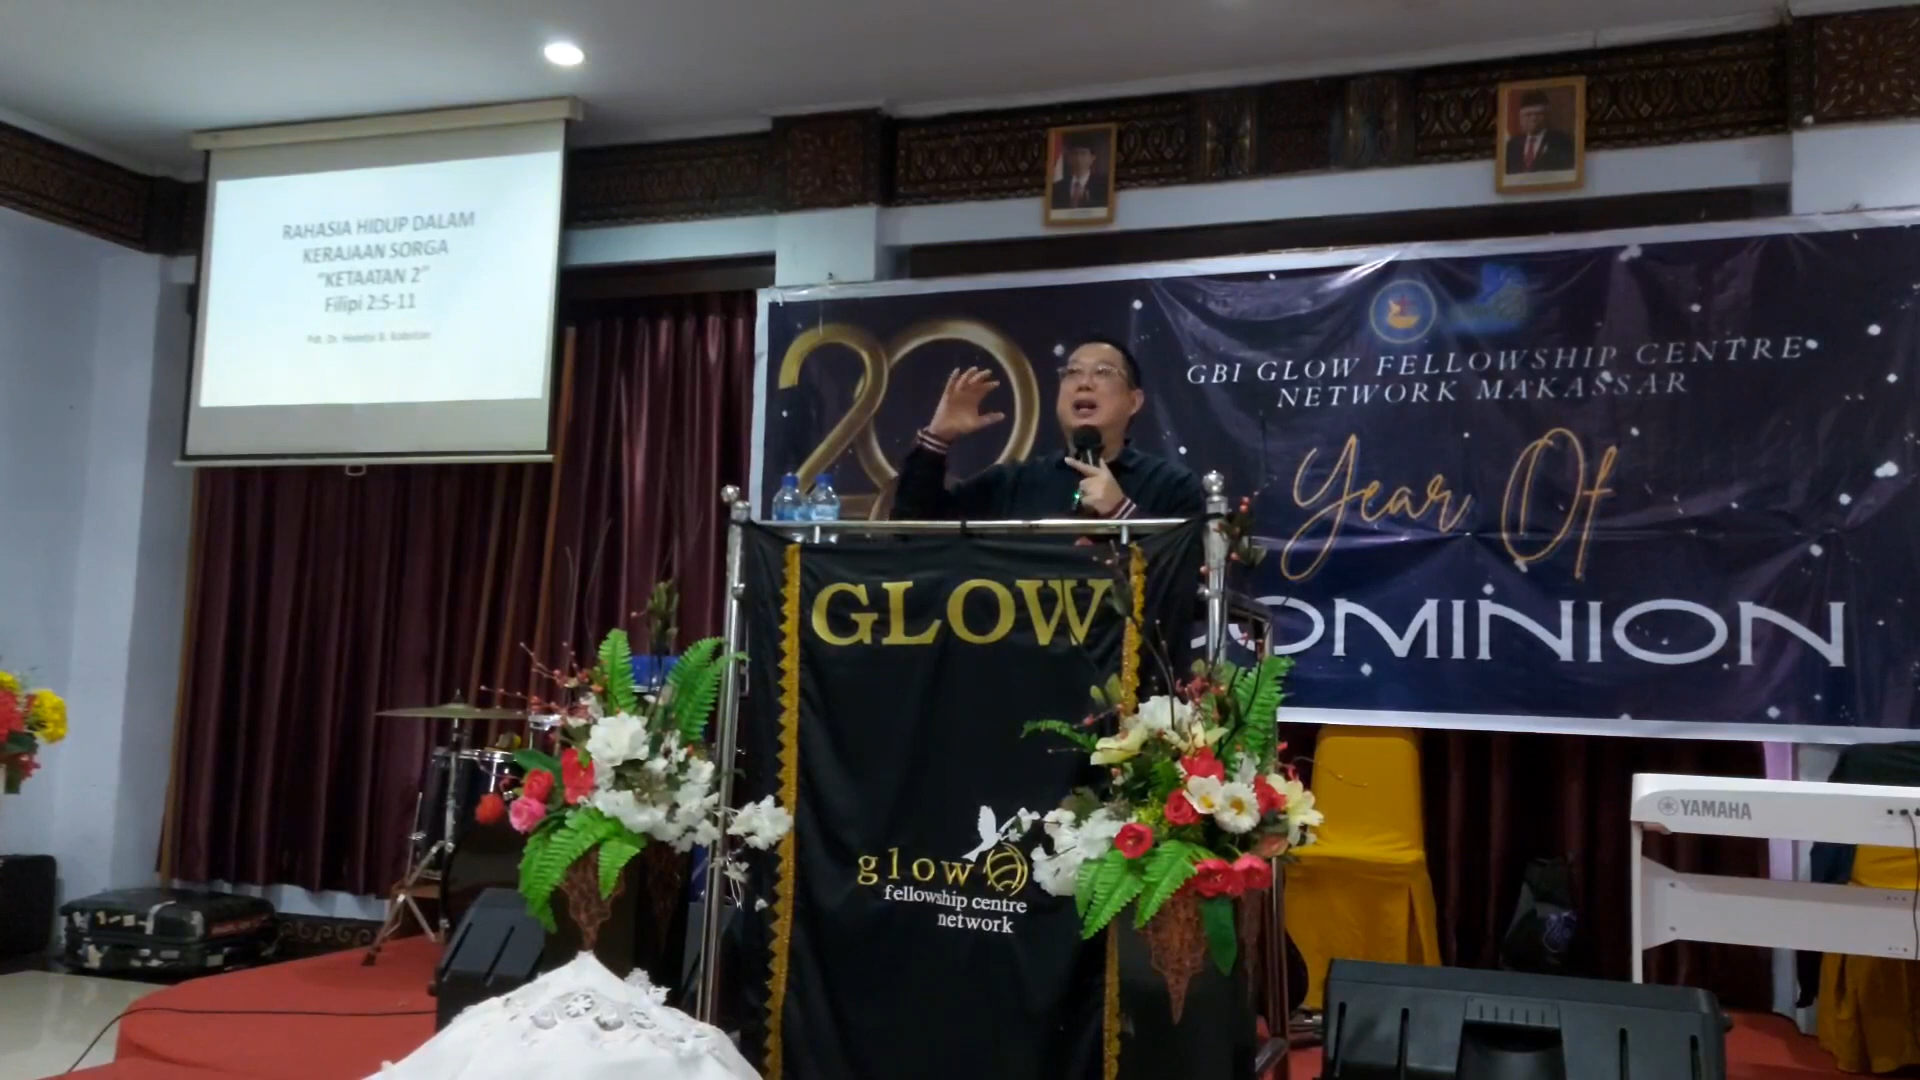 RAHASIA HIDUP DALAM
KERAJAAN SORGA
"KETAATAN 2"
Filipi 2:5-11
20
GBI GLOW FELLOWSHIP CENTRE
NETWORK MAKASSAR
Year Of
OMINION
GLOW
glow
fellowship centre
network
YAMAHA